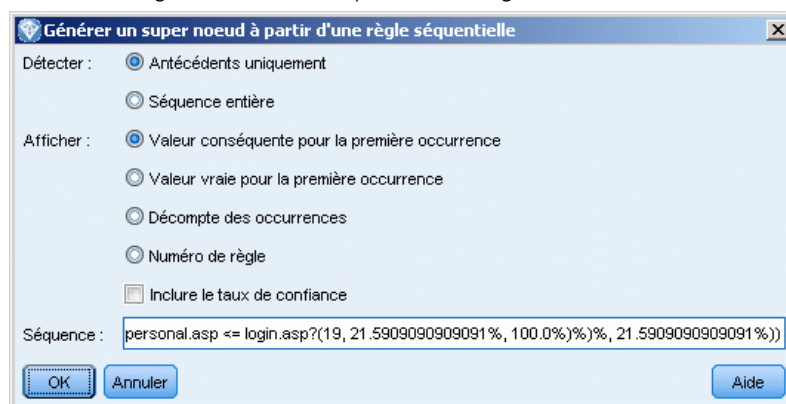 Générer un super noeud à partir d'une règle séquentielle
Détecter : Antécédents uniquement
Séquence entière
Afficher : Valeur conséquente pour la première occurrence
Valeur vraie pour la première occurrence
Décompte des occurrences
Numéro de règle
Inclure le taux de confiance
Séquence : personal.asp <= login.asp?(19, 21.5909090909091%, 100.0%)%)%, 21.5909090909091%))
OK Annuler Aide